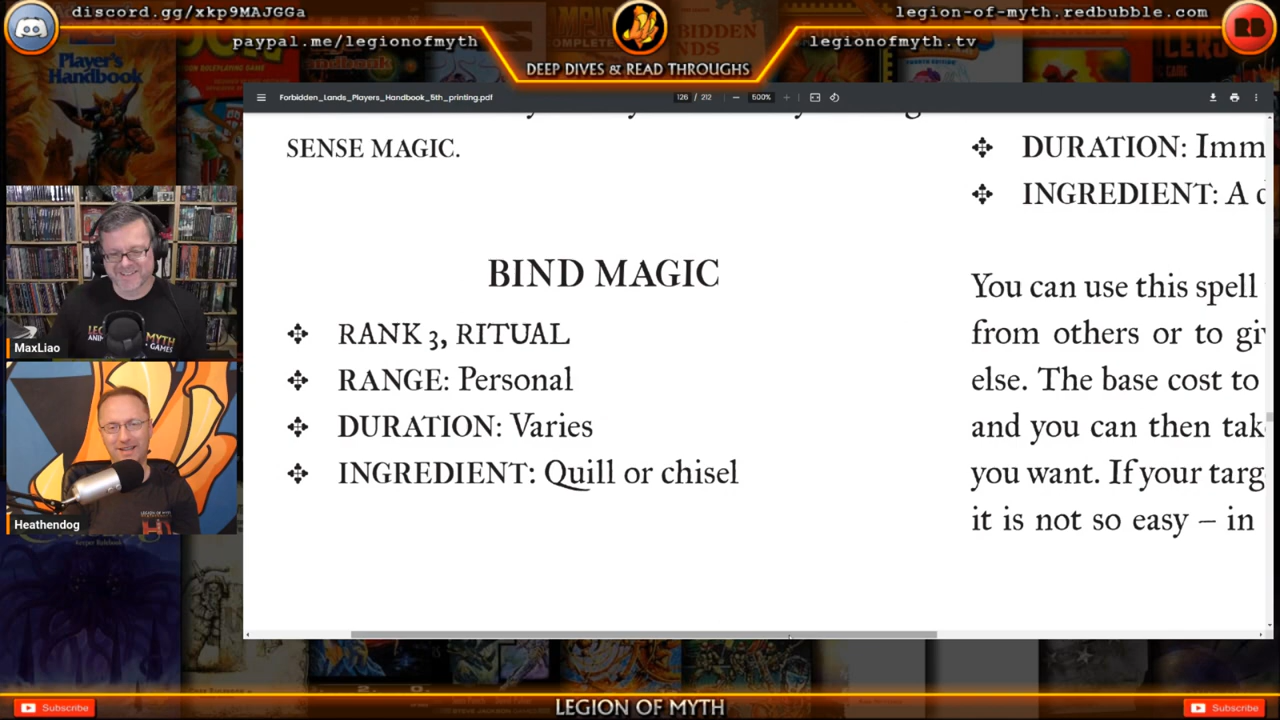 discord.gg/xkp9MAJGGa
paypal.me/legionofmyth
DEEP DIVES & READ THROUGHS
legion-of-myth.redbubble.com
legionofmyth.tv
Player's
Handbook
Forbidden_Lands_Players_Handbook_5th_printing.pdf
126 / 212
500%
SENSE MAGIC.
BIND MAGIC
RANK 3, RITUAL
RANGE: Personal
DURATION: Varies
INGREDIENT: Quill or chisel
DURATION: Imm
INGREDIENT: A
You can use this spell
from others or to gi
else. The base cost to
and you can then tak
you want. If your targ
it is not so easy – in
MaxLiao
Heathendog
Subscribe
LEGION OF MYTH
Subscribe